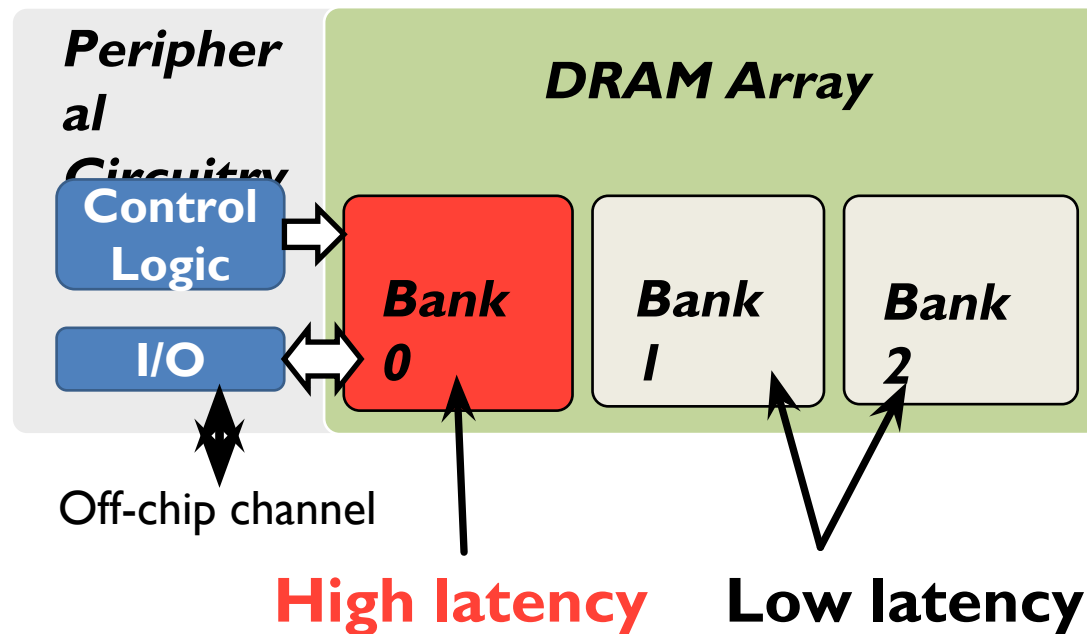 Peripher
al
Circuitry
DRAM Array
Control
Logic
I/O
Bank
0
Bank
1
Bank
2
Off-chip channel
High latency
Low latency